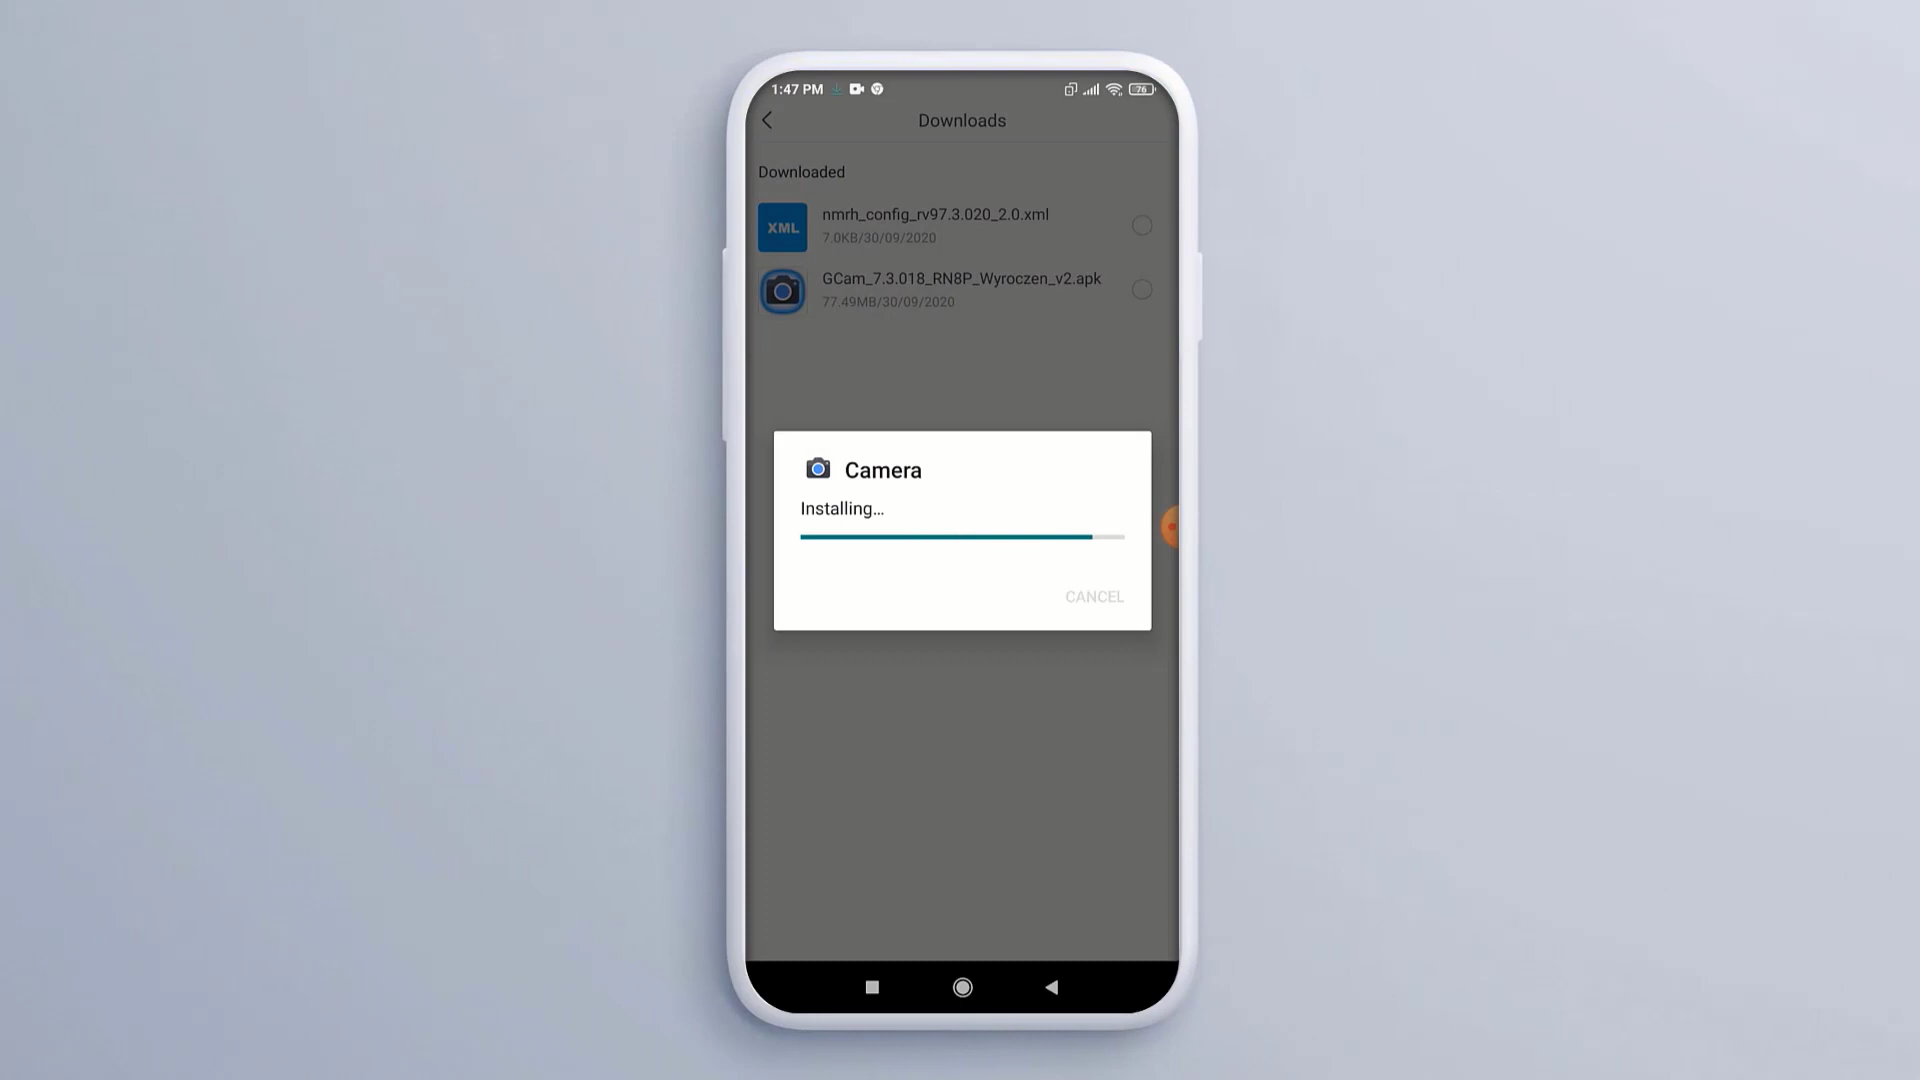 1:47 PM
76
Downloads
Downloaded
XML
nmrh_config_rv97.3.020_2.0.xml
7.0KB/30/09/2020
GCam_7.3.018_RN8P_Wyroczen_v2.apk
77.49MB/30/09/2020
Camera
Installing…
CANCEL